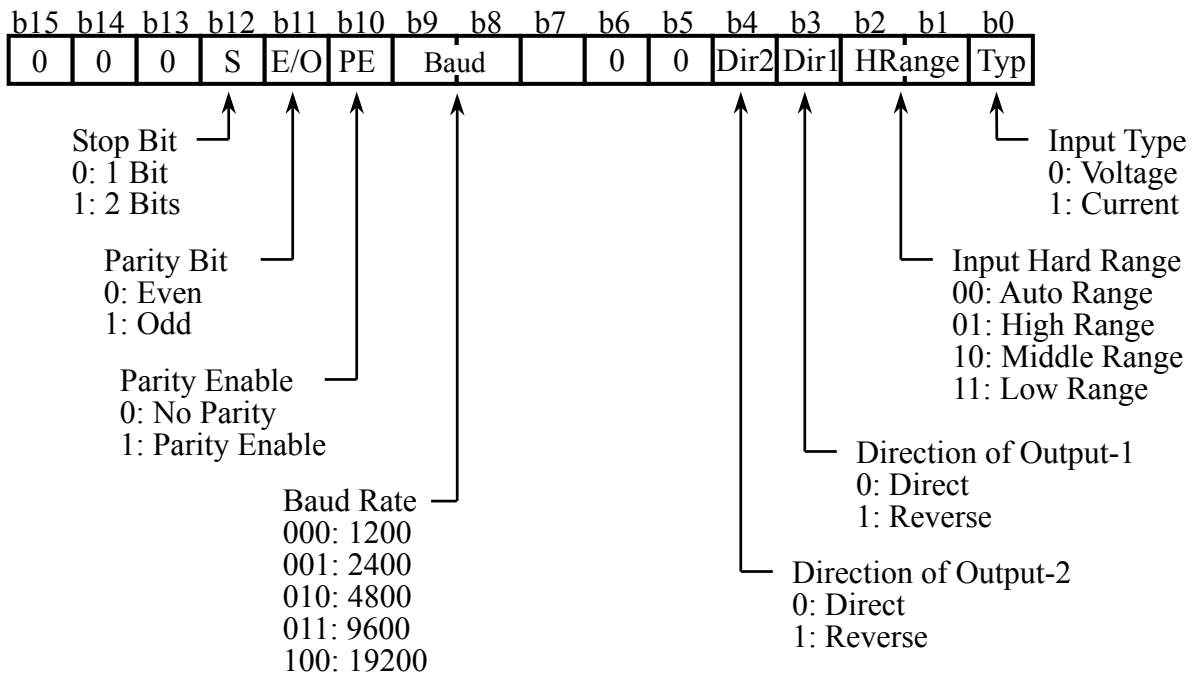 b15 b14 b13 b12 b11 b10 b9 b8 b7 b6 b5 b4 b3 b2 b1 b0
0 0 0 S E/O PE Baud 0 0 Dir2 Dir1 HRange Typ
Stop Bit
0: 1 Bit
1: 2 Bits
Input Type
0: Voltage
1: Current
Parity Bit
0: Even
1: Odd
Input Hard Range
00: Auto Range
01: High Range
10: Middle Range
11: Low Range
Parity Enable
0: No Parity
1: Parity Enable
Direction of Output-1
0: Direct
1: Reverse
Baud Rate
000: 1200
001: 2400
010: 4800
011: 9600
100: 19200
Direction of Output-2
0: Direct
1: Reverse